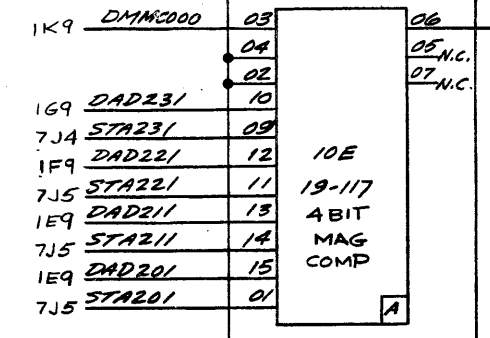 1K9 DMMC000 03 06
04 05 N.C.
02 07 N.C.
1G9 DAD231 10
7J4 STA231 09
1F9 DAD221 12 10E
7J5 STA221 11 19-117
1E9 DAD211 13 4 BIT
7J5 STA211 14 MAG
1E9 DAD201 15 COMP
7J5 STA201 01 A